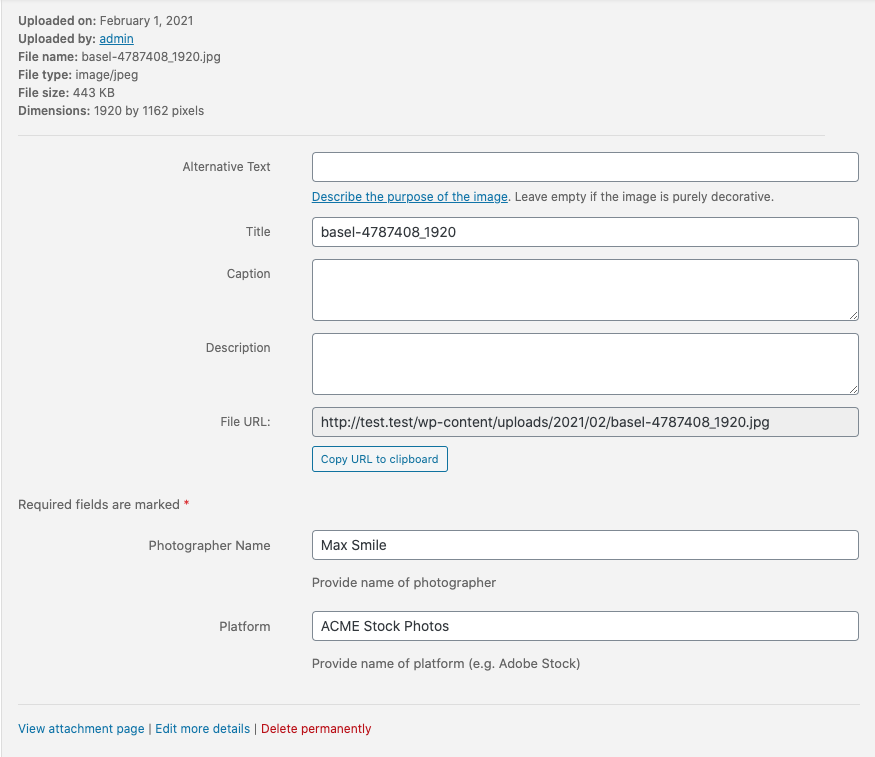 Uploaded on: February 1, 2021
Uploaded by: admin
File name: basel-4787408_1920.jpg
File type: image/jpeg
File size: 443 KB
Dimensions: 1920 by 1162 pixels
Alternative Text
Describe the purpose of the image. Leave empty if the image is purely decorative.
Title basel-4787408_1920
Caption
Description
File URL: http://test.test/wp-content/uploads/2021/02/basel-4787408_1920.jpg
Copy URL to clipboard
Required fields are marked *
Photographer Name Max Smile
Provide name of photographer
Platform ACME Stock Photos
Provide name of platform (e.g. Adobe Stock)
View attachment page | Edit more details | Delete permanently